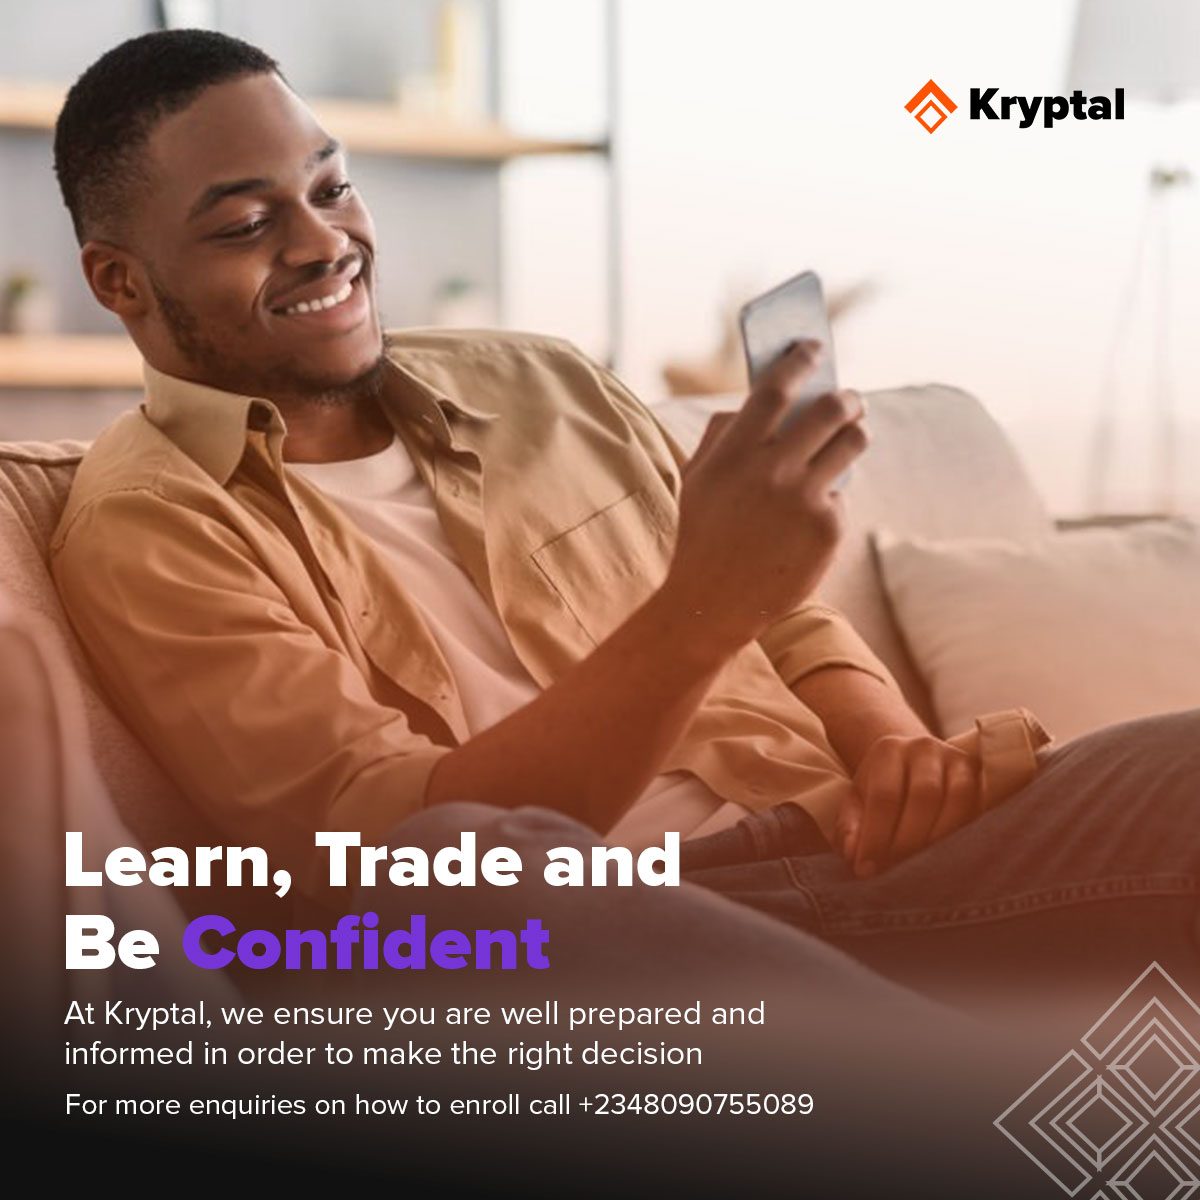 Kryptal
Learn, Trade and
Be Confident
At Kryptal, we ensure you are well prepared and
informed in order to make the right decision
For more enquiries on how to enroll call +2348090755089